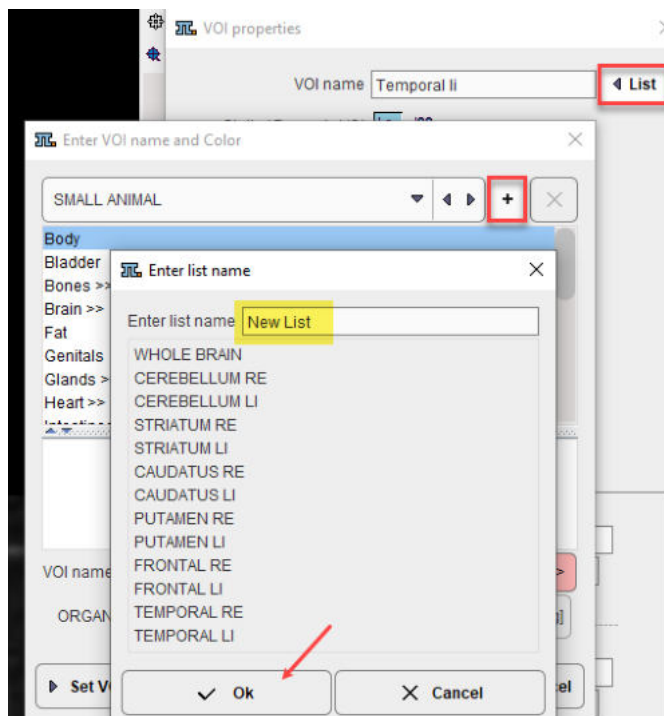 VOI properties
VOI name Temporal li List
Enter VOI name and Color
SMALL ANIMAL +
Body
Bladder
Bones >>
Brain >>
Fat
Genitals
Glands >
Heart >>
Enter list name
Enter list name New List
WHOLE BRAIN
CEREBELLUM RE
CEREBELLUM LI
STRIATUM RE
STRIATUM LI
CAUDATUS RE
CAUDATUS LI
PUTAMEN RE
PUTAMEN LI
FRONTAL RE
FRONTAL LI
TEMPORAL RE
TEMPORAL LI
VOI name
ORGAN
Set V
Ok
Cancel
el